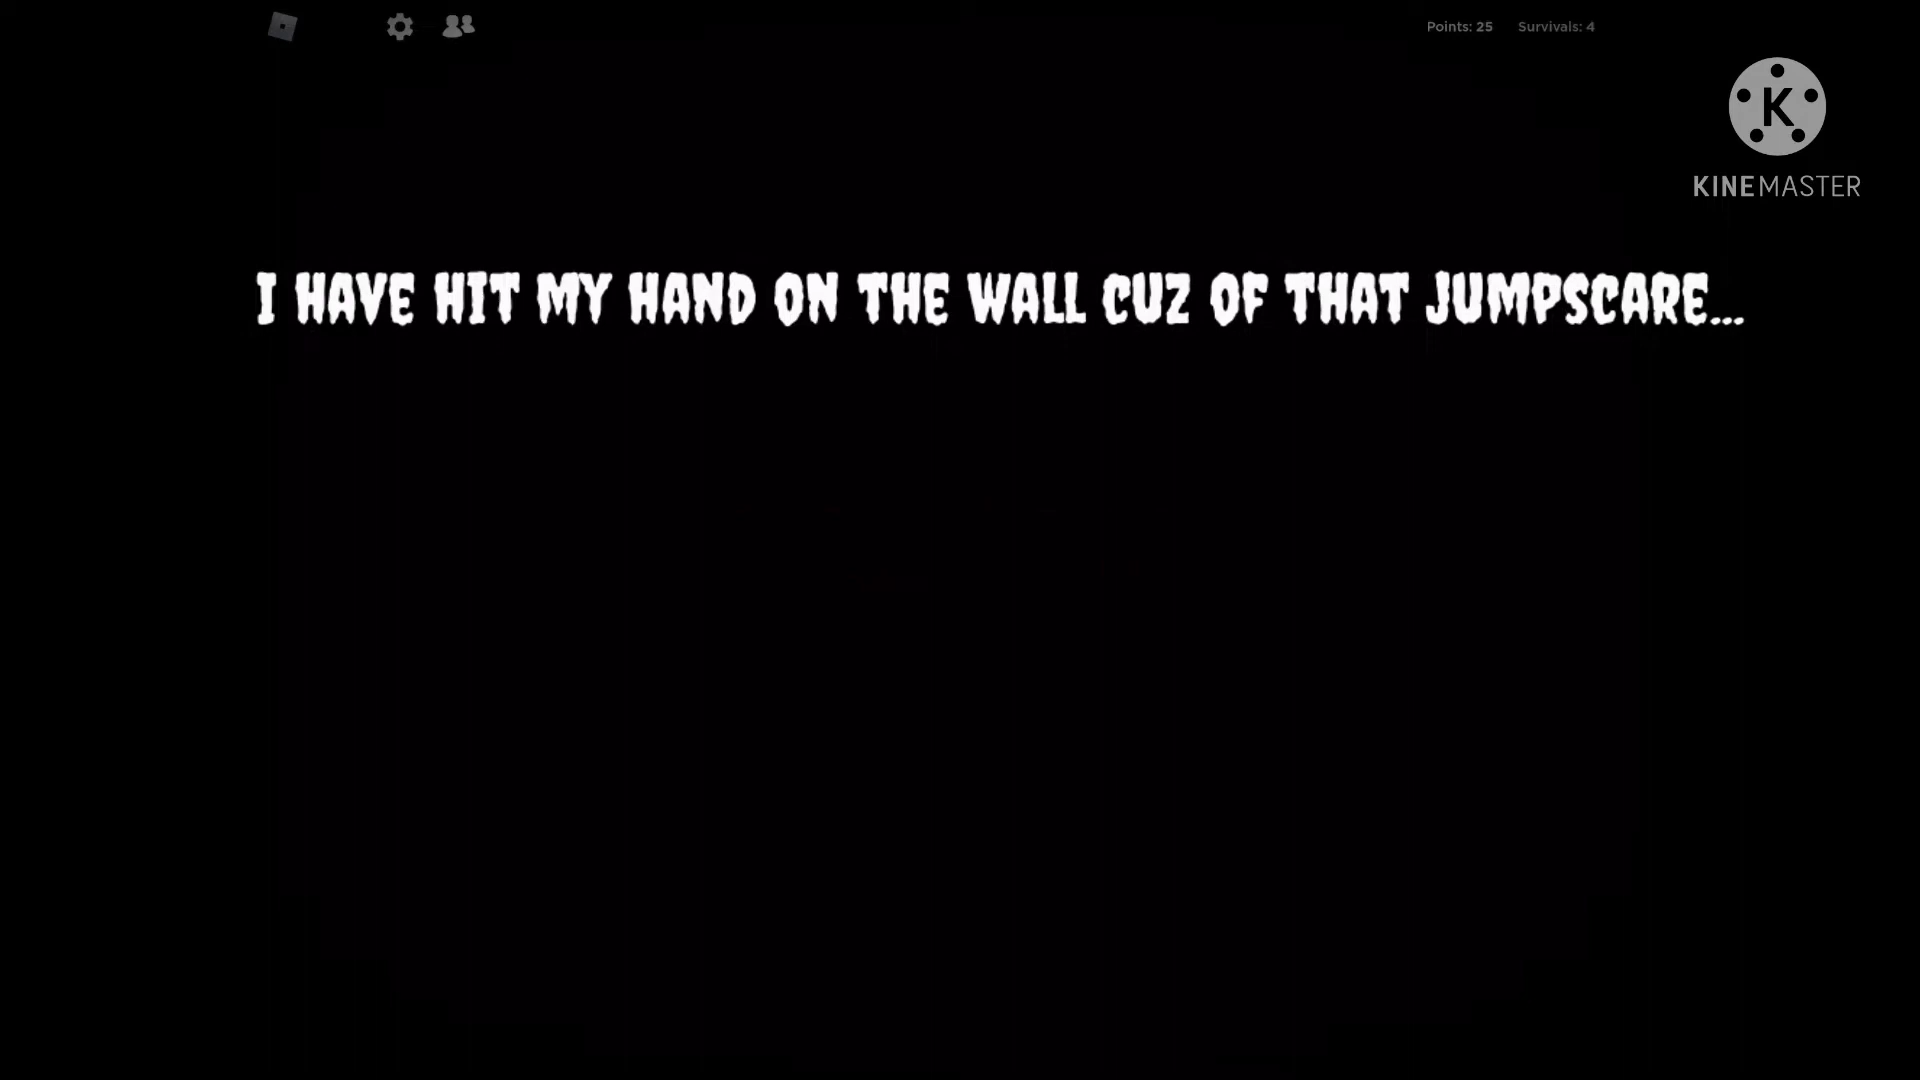 Points: 25 Survivals: 4
K
KINEMASTER
I HAVE HIT MY HAND ON THE WALL CUZ OF THAT JUMPSCARE...